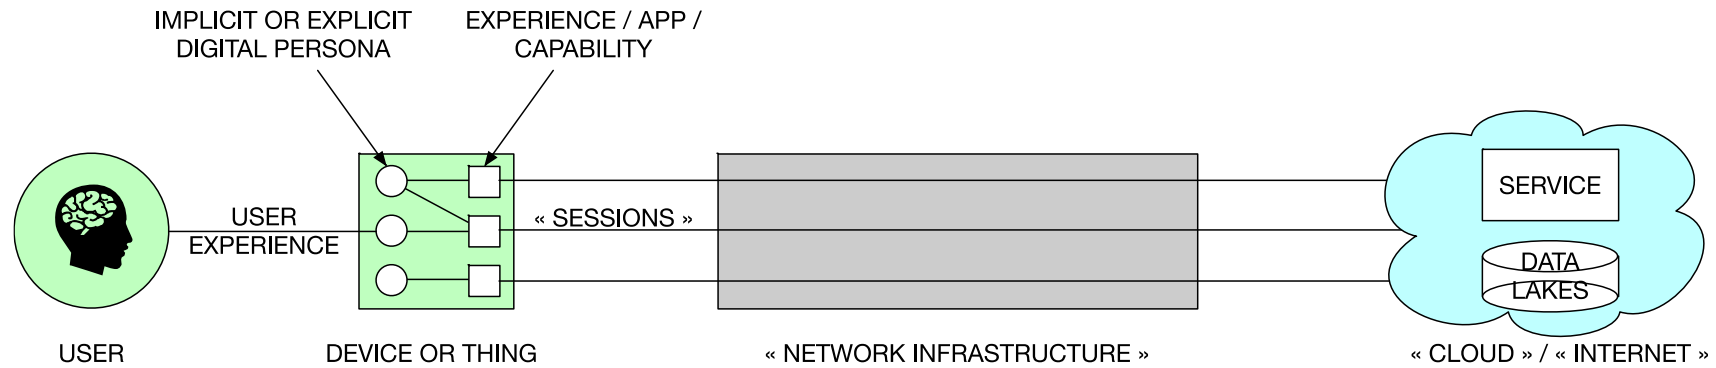 IMPLICIT OR EXPLICIT
DIGITAL PERSONA
EXPERIENCE / APP /
CAPABILITY
USER
EXPERIENCE
« SESSIONS »
SERVICE
DATA
LAKES
USER
DEVICE OR THING
« NETWORK INFRASTRUCTURE »
« CLOUD » / « INTERNET »